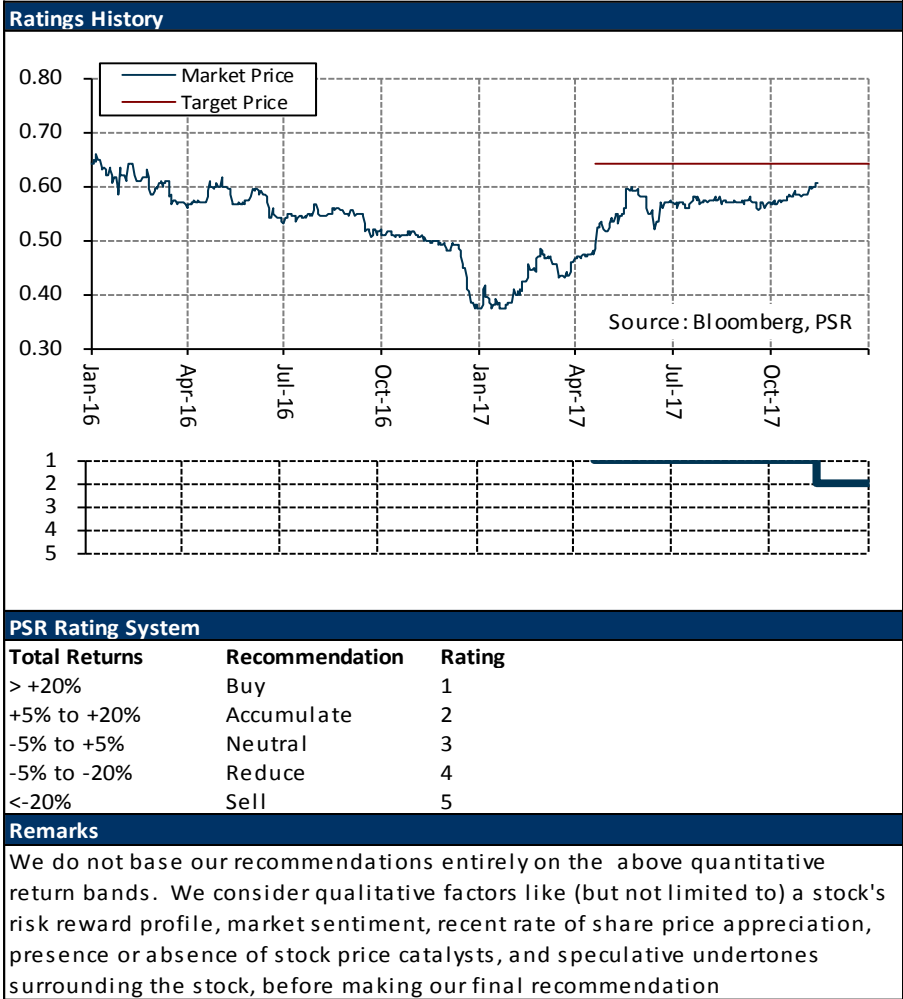 Ratings History
Market Price
Target Price
0.80
0.70
0.60
0.50
0.40
0.30
Source: Bloomberg, PSR
Jan-16
Apr-16
Jul-16
Oct-16
Jan-17
Apr-17
Jul-17
Oct-17
1
2
3
4
5
PSR Rating System
Total Returns Recommendation Rating
> +20% Buy 1
+5% to +20% Accumulate 2
-5% to +5% Neutral 3
-5% to -20% Reduce 4
<-20% Sell 5
Remarks
We do not base our recommendations entirely on the above quantitative
return bands. We consider qualitative factors like (but not limited to) a stock's
risk reward profile, market sentiment, recent rate of share price appreciation,
presence or absence of stock price catalysts, and speculative undertones
surrounding the stock, before making our final recommendation